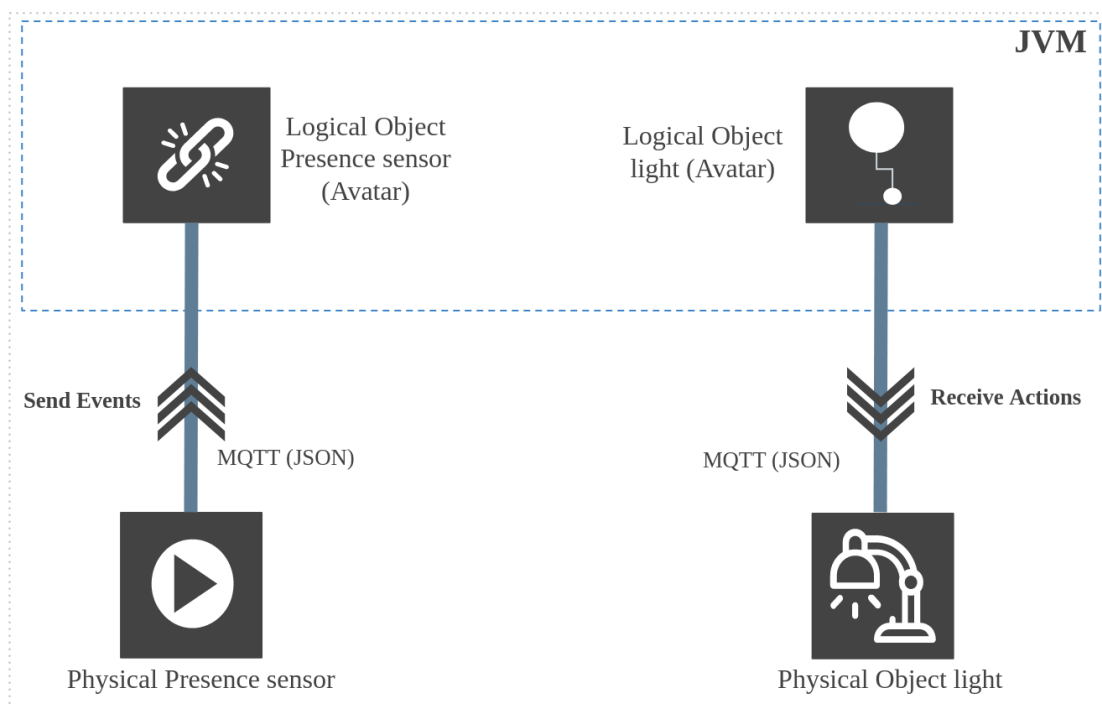 JVM
Logical Object
Presence sensor
(Avatar)
Logical Object
light (Avatar)
Send Events
MQTT (JSON)
Receive Actions
MQTT (JSON)
Physical Presence sensor
Physical Object light